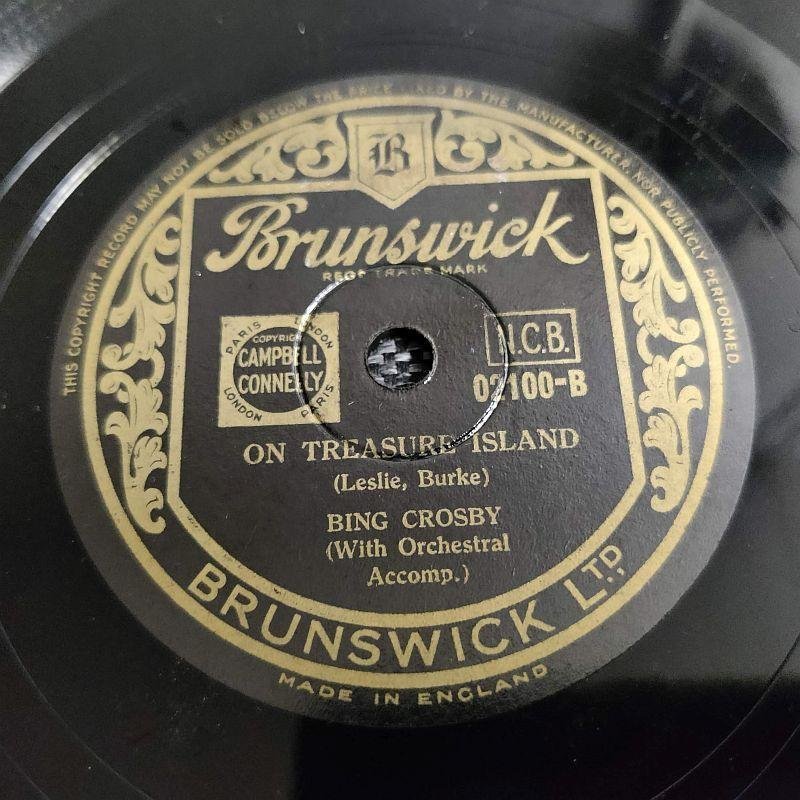 THIS COPYRIGHT RECORD MAY NOT BE SOLD BELOW THE PRICE FIXED BY THE MANUFACTURER, NOR PUBLICLY PERFORMED.
B
Brunswick
REGD TRADE MARK
PARIS LONDON
COPYRIGHT
CAMPBELL
CONNELLY
LONDON PARIS
N.C.B.
02100-B
ON TREASURE ISLAND
(Leslie, Burke)
BING CROSBY
(With Orchestral
Accomp.)
BRUNSWICK LTD.,
MADE IN ENGLAND